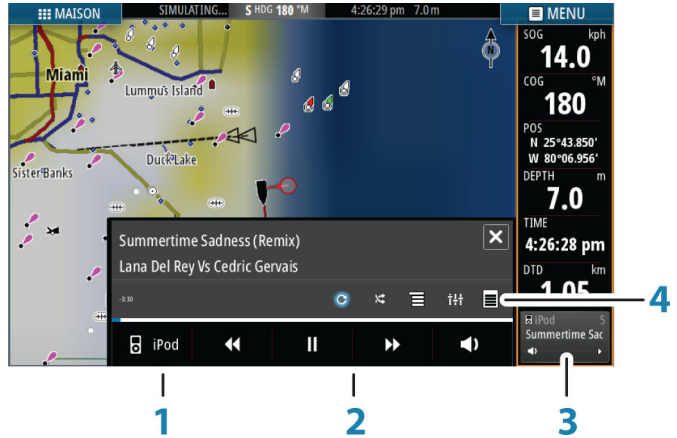 MAISON
SIMULATING...
S HDG 180 °M
4:26:29 pm 7.0 m
MENU
SOG kph
14.0
COG °M
180
POS
N 25°43.850'
W 80°06.956'
DEPTH m
7.0
TIME
4:26:28 pm
DTD km
1.05
N
Miami
Lummus Island
Duck Lake
Sister Banks
Summertime Sadness (Remix)
Lana Del Rey Vs Cedric Gervais
-3:30
iPod
iPod 5
Summertime Sac
1
2
3
4